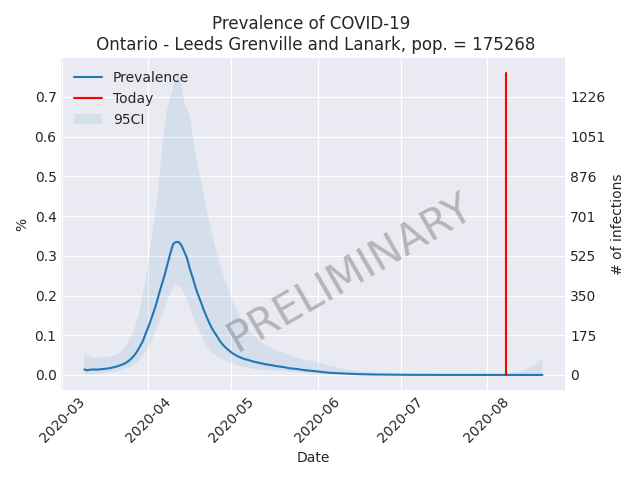 Prevalence of COVID-19
Ontario - Leeds Grenville and Lanark, pop. = 175268
Prevalence
Today
95CI
%
0.7
0.6
0.5
0.4
0.3
0.2
0.1
0.0
1226
1051
876
701
525
350
175
0
# of infections
PRELIMINARY
2020-03
2020-04
2020-05
2020-06
2020-07
2020-08
Date